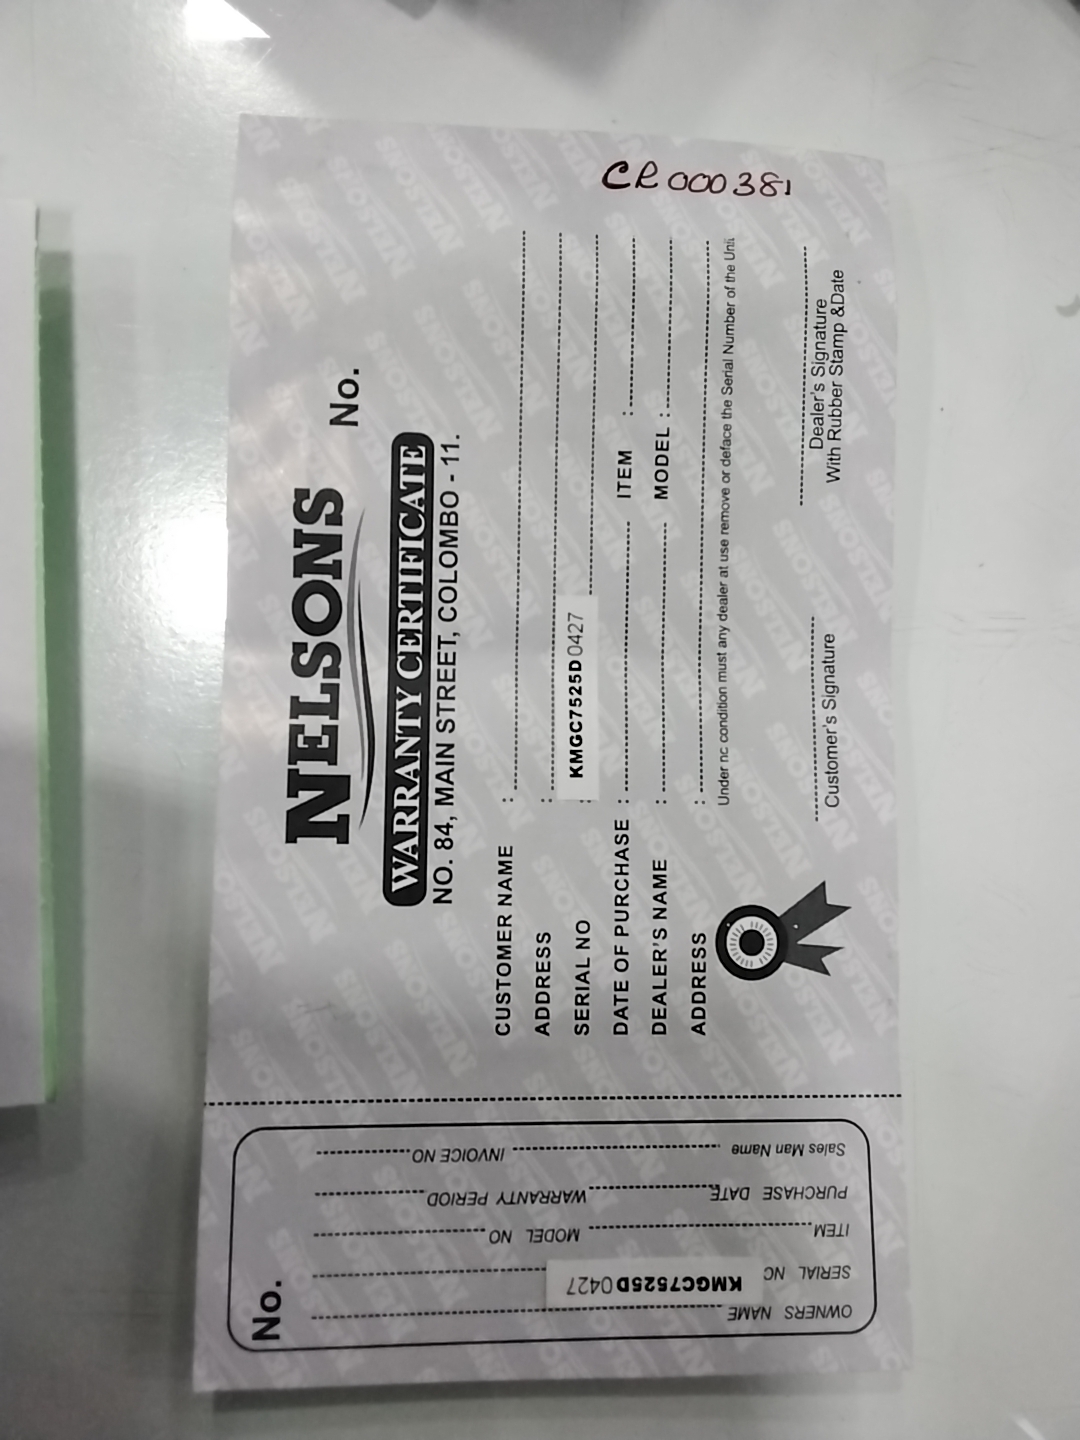 CR000381
NELSONS
No.
WARRANTY CERTIFICATE
NO. 84, MAIN STREET, COLOMBO - 11.
CUSTOMER NAME :
ADDRESS :
SERIAL NO : KMGC7525D0427
DATE OF PURCHASE : ITEM :
DEALER'S NAME : MODEL :
ADDRESS :
Under nc condition must any dealer at use remove or deface the Serial Number of the Unit
Customer's Signature
Dealer's Signature
With Rubber Stamp &Date
No.
OWNERS NAME
SERIAL NO KMGC7525D0427
ITEM MODEL NO
PURCHASE DATE WARRANTY PERIOD
Sales Man Name INVOICE NO